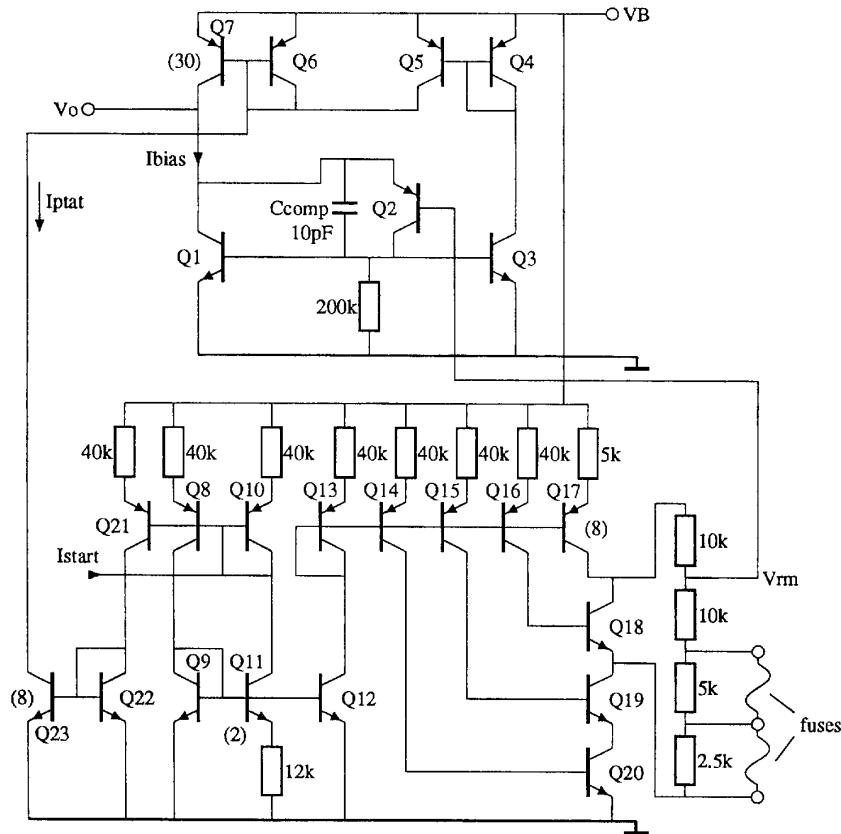 Q7
VB
(30)
Q6
Q5
Q4
Vo
Ibias
Iptat
Ccomp
10pF
Q2
Q1
Q3
200k
40k
40k
40k
40k
40k
40k
40k
5k
Q8
Q10
Q13
Q14
Q15
Q16
Q17
Q21
(8)
10k
Istart
Vrm
10k
Q18
Q9
Q11
(8)
Q22
Q12
Q19
5k
Q23
(2)
fuses
12k
Q20
2.5k